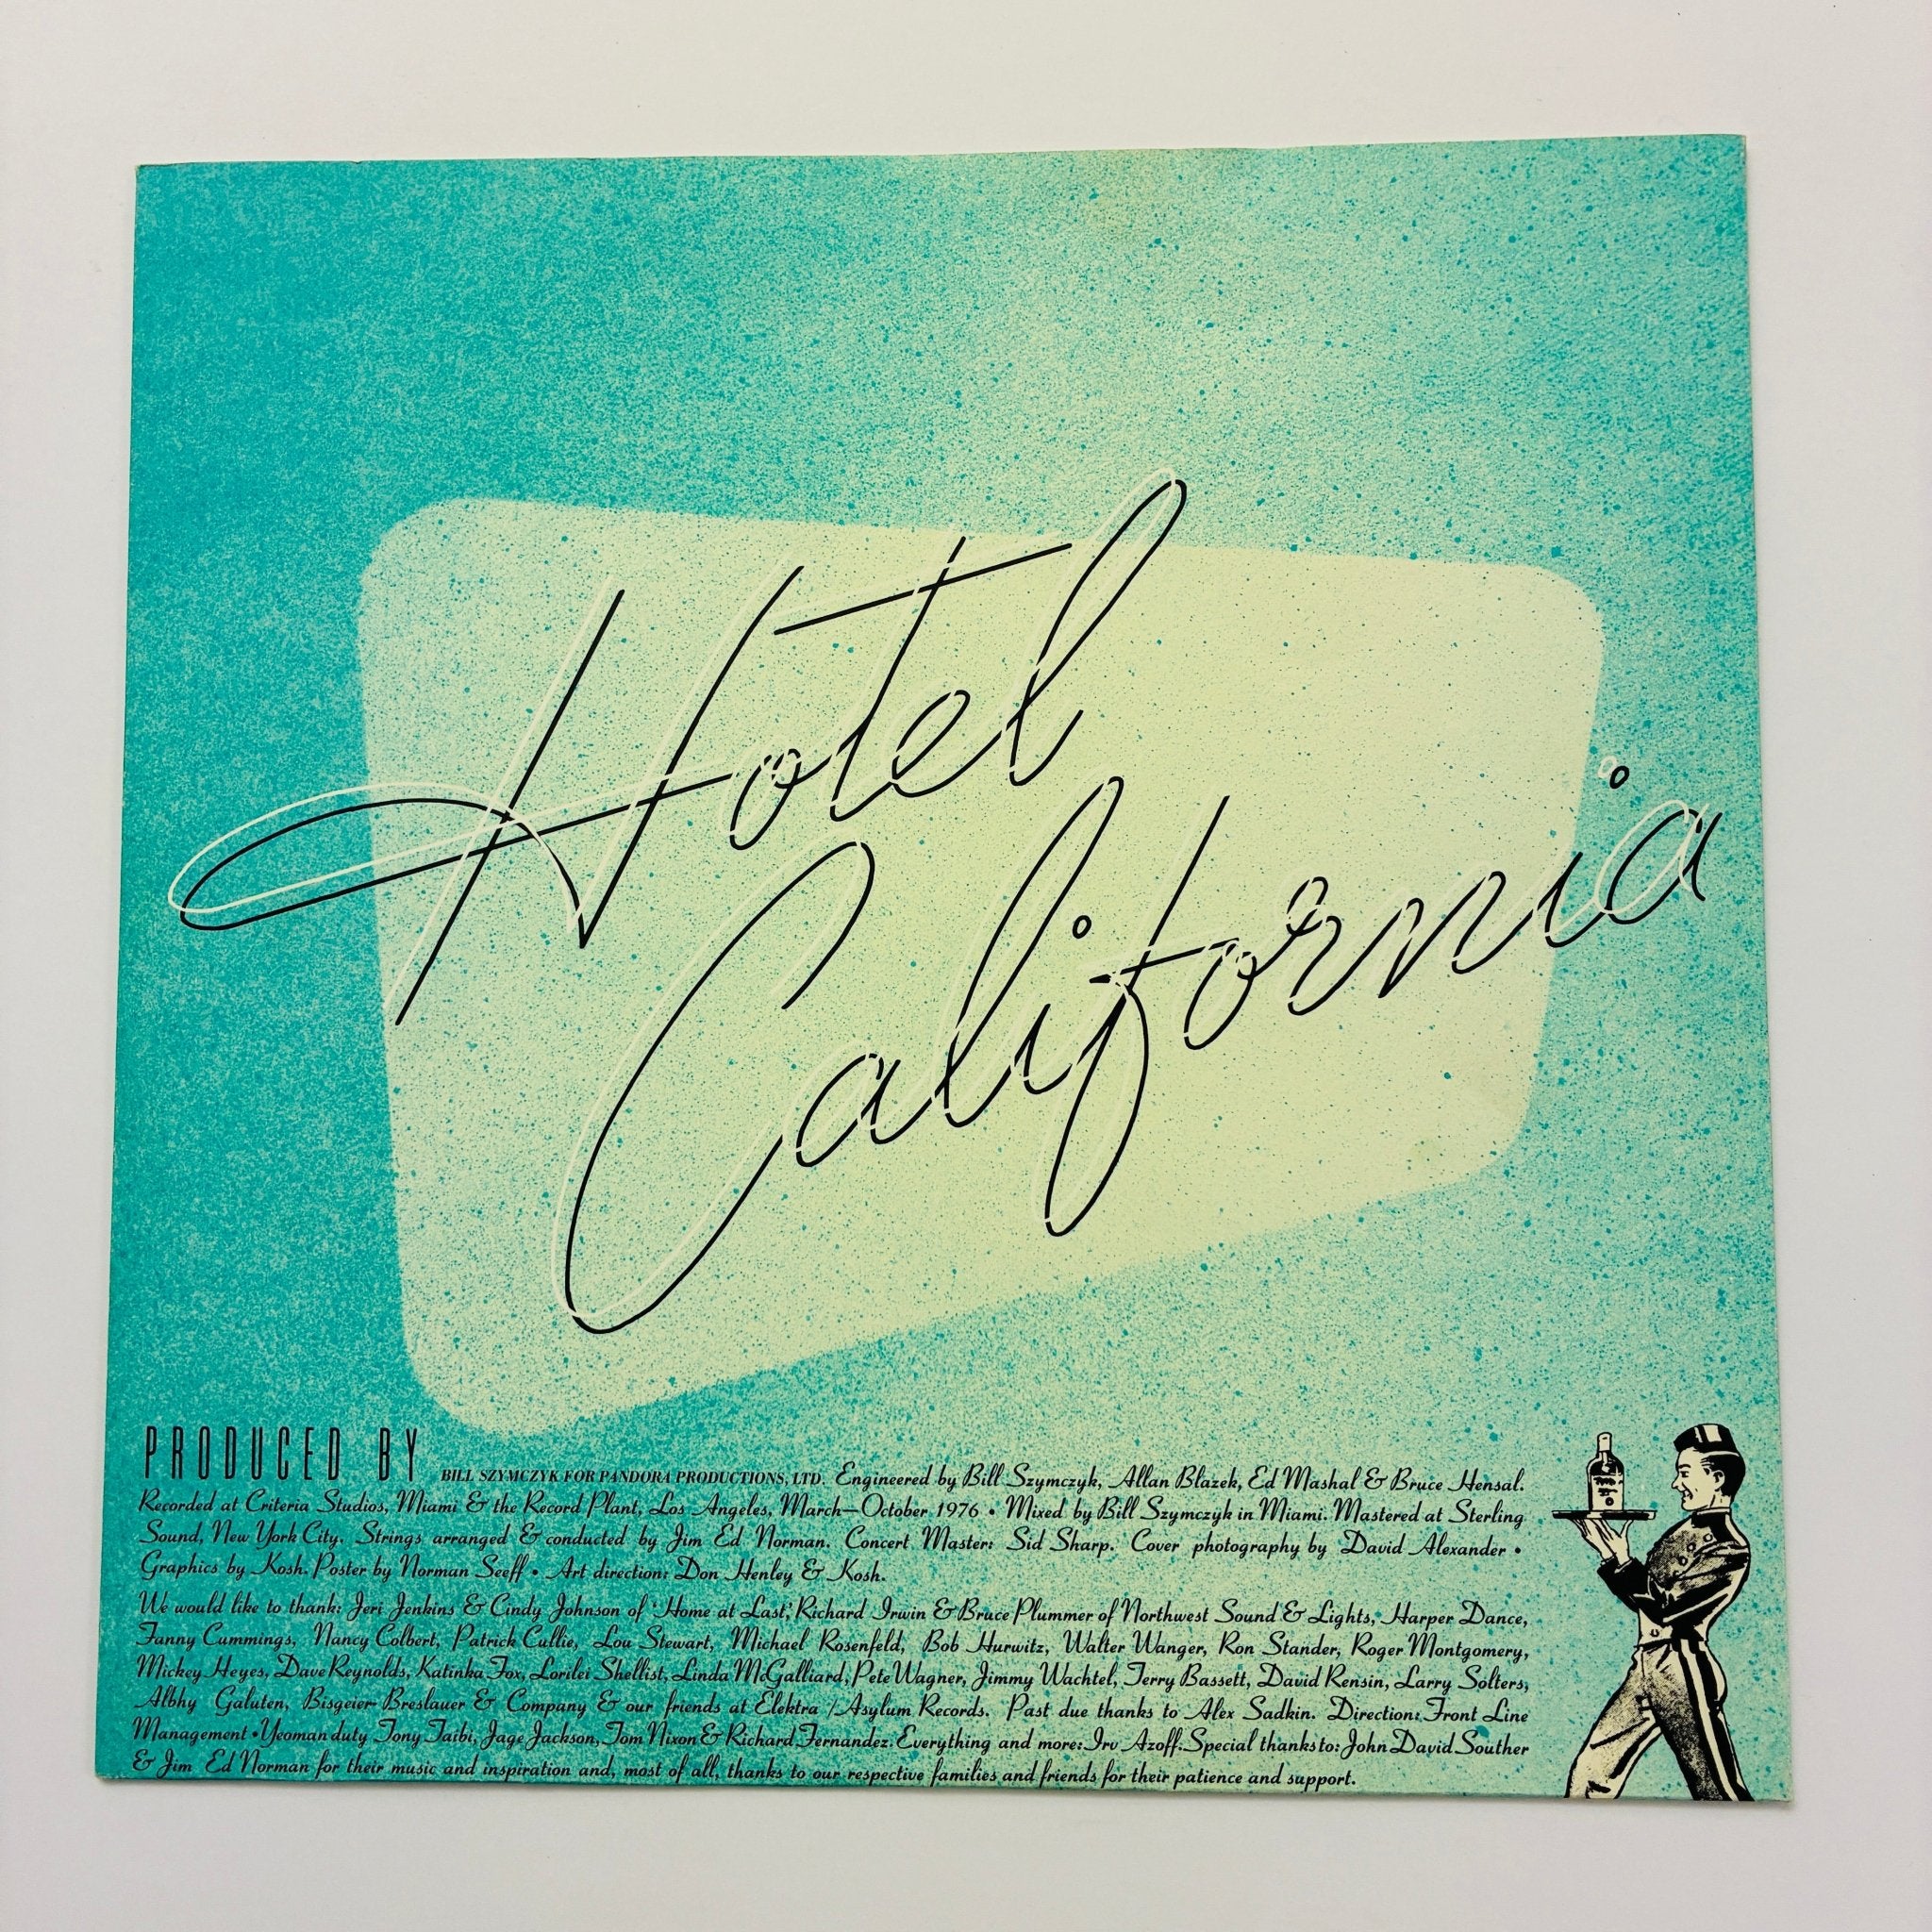 Hotel
California
PRODUCED BY BILL SZYMCZYK FOR PANDORA PRODUCTIONS, LTD. Engineered by Bill Szymczyk, Allan Blazek, Ed Mashal & Bruce Hensal.
Recorded at Criteria Studios, Miami & the Record Plant, Los Angeles, March—October 1976 • Mixed by Bill Szymczyk in Miami. Mastered at Sterling
Sound, New York City. Strings arranged & conducted by Jim Ed Norman. Concert Master: Sid Sharp. Cover photography by David Alexander •
Graphics by Kosh. Poster by Norman Seeff • Art direction: Don Henley & Kosh.
We would like to thank: Jeri Jenkins & Cindy Johnson of 'Home at Last,' Richard Irwin & Bruce Plummer of Northwest Sound & Lights, Harper Dance,
Fanny Cummings, Nancy Colbert, Patrick Cullie, Lou Stewart, Michael Rosenfeld, Bob Hurwitz, Walter Wanger, Ron Stander, Roger Montgomery,
Mickey Heyes, Dave Reynolds, Katinka Fox, Lorilei Shellist, Linda McGalliard, Pete Wagner, Jimmy Wachtel, Terry Bassett, David Rensin, Larry Solters,
Albhy Galuten, Bisgeier-Breslauer & Company & our friends at Elektra / Asylum Records. Past due thanks to Alex Sadkin. Direction: Front Line
Management • Yeoman duty Tony Taibi, Jage Jackson, Tom Nixon & Richard Fernandez. Everything and more: Irv Azoff. Special thanks to: John David Souther
& Jim Ed Norman for their music and inspiration and, most of all, thanks to our respective families and friends for their patience and support.